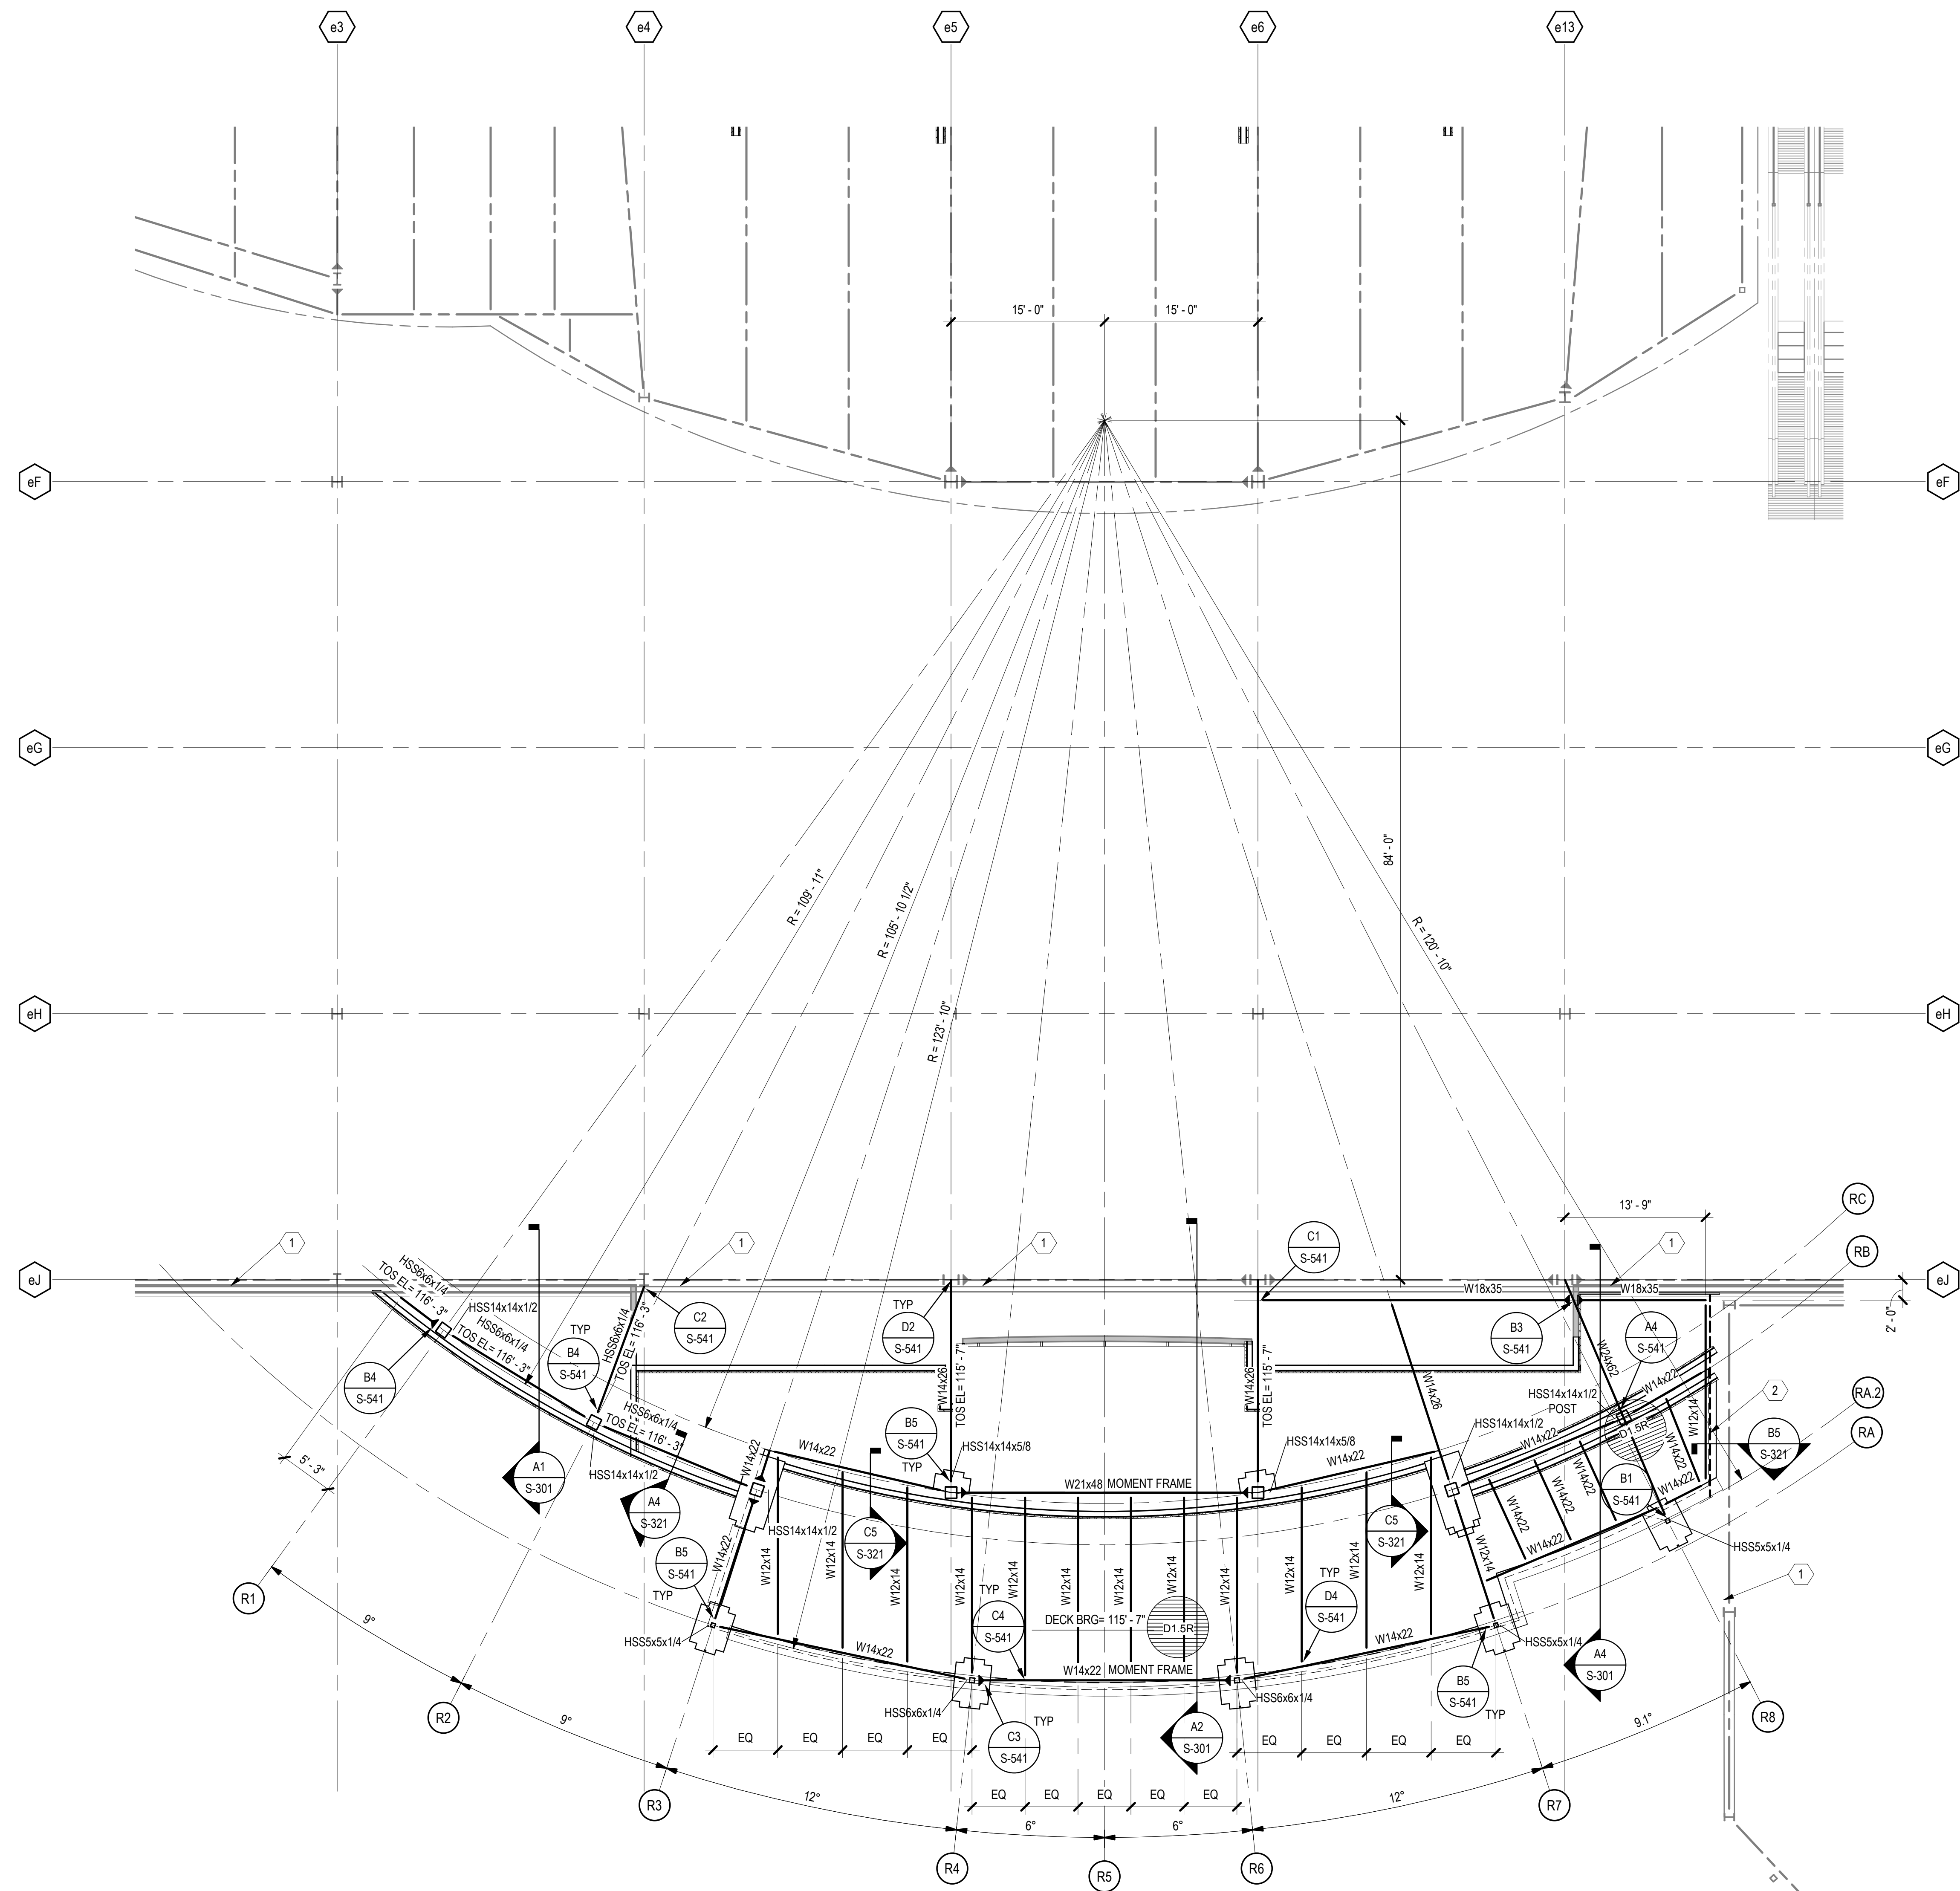 e3
e4
e5
e6
e13
15' - 0"
15' - 0"
eF
eF
eG
eG
84' - 0"
R = 109' - 11"
R = 105' - 10 1/2"
R = 120' - 10"
R = 123' - 10"
eH
eH
13' - 9"
RC
RB
1
1
1
1
C1
S-541
eJ
eJ
2' - 0"
HSS6x6x1/4
TOS EL= 116' - 3"
HSS14x14x1/2
HSS6x6x1/4
TOS EL= 116' - 3"
HSS6x6x1/4
TOS EL= 116' - 3"
C2
S-541
TYP
D2
S-541
W18x35
W18x35
B3
S-541
A4
S-541
TYP
B4
S-541
B4
S-541
W14x26
TOS EL= 115' - 7"
W14x26
TOS EL= 115' - 7"
W14x26
W24x62
W14x22
HSS14x14x1/2
POST
2
RA.2
RA
HSS6x6x1/4
TOS EL= 116' - 3"
B5
S-541
TYP
HSS14x14x1/2
W12x14
D1.5R
B5
S-321
W14x22
W14x22
HSS14x14x5/8
HSS14x14x5/8
W14x22
W14x22
W14x22
5' - 3"
A1
S-301
HSS14x14x1/2
A4
S-321
W21x48 MOMENT FRAME
B1
S-541
W14x22
W14x22
W14x22
W14x22
HSS14x14x1/2
C5
S-321
C5
S-321
W14x22
HSS5x5x1/4
W14x22
B5
S-541
TYP
W12x14
W12x14
W12x14
W12x14
W12x14
W12x14
W12x14
W12x14
W12x14
W12x14
W12x14
W12x14
W12x14
1
R1
TYP
C4
S-541
TYP
D4
S-541
DECK BRG= 115' - 7"
D1.5R
HSS5x5x1/4
W14x22
W14x22
HSS5x5x1/4
W14x22 MOMENT FRAME
A4
S-301
9°
HSS6x6x1/4
HSS6x6x1/4
B5
S-541
TYP
R2
9°
TYP
C3
S-541
A2
S-301
9.1°
R8
EQ
EQ
EQ
EQ
EQ
EQ
EQ
EQ
R3
12°
EQ
EQ
EQ
EQ
EQ
12°
R7
6°
6°
R4
R5
R6